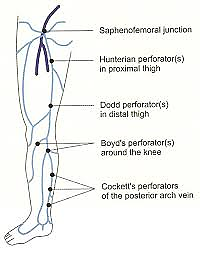 Saphenofemoral junction
Hunterian perforator(s)
in proximal thigh
Dodd perforator(s)
in distal thigh
Boyd's perforator(s)
around the knee
Cockett's perforators
of the posterior arch vein